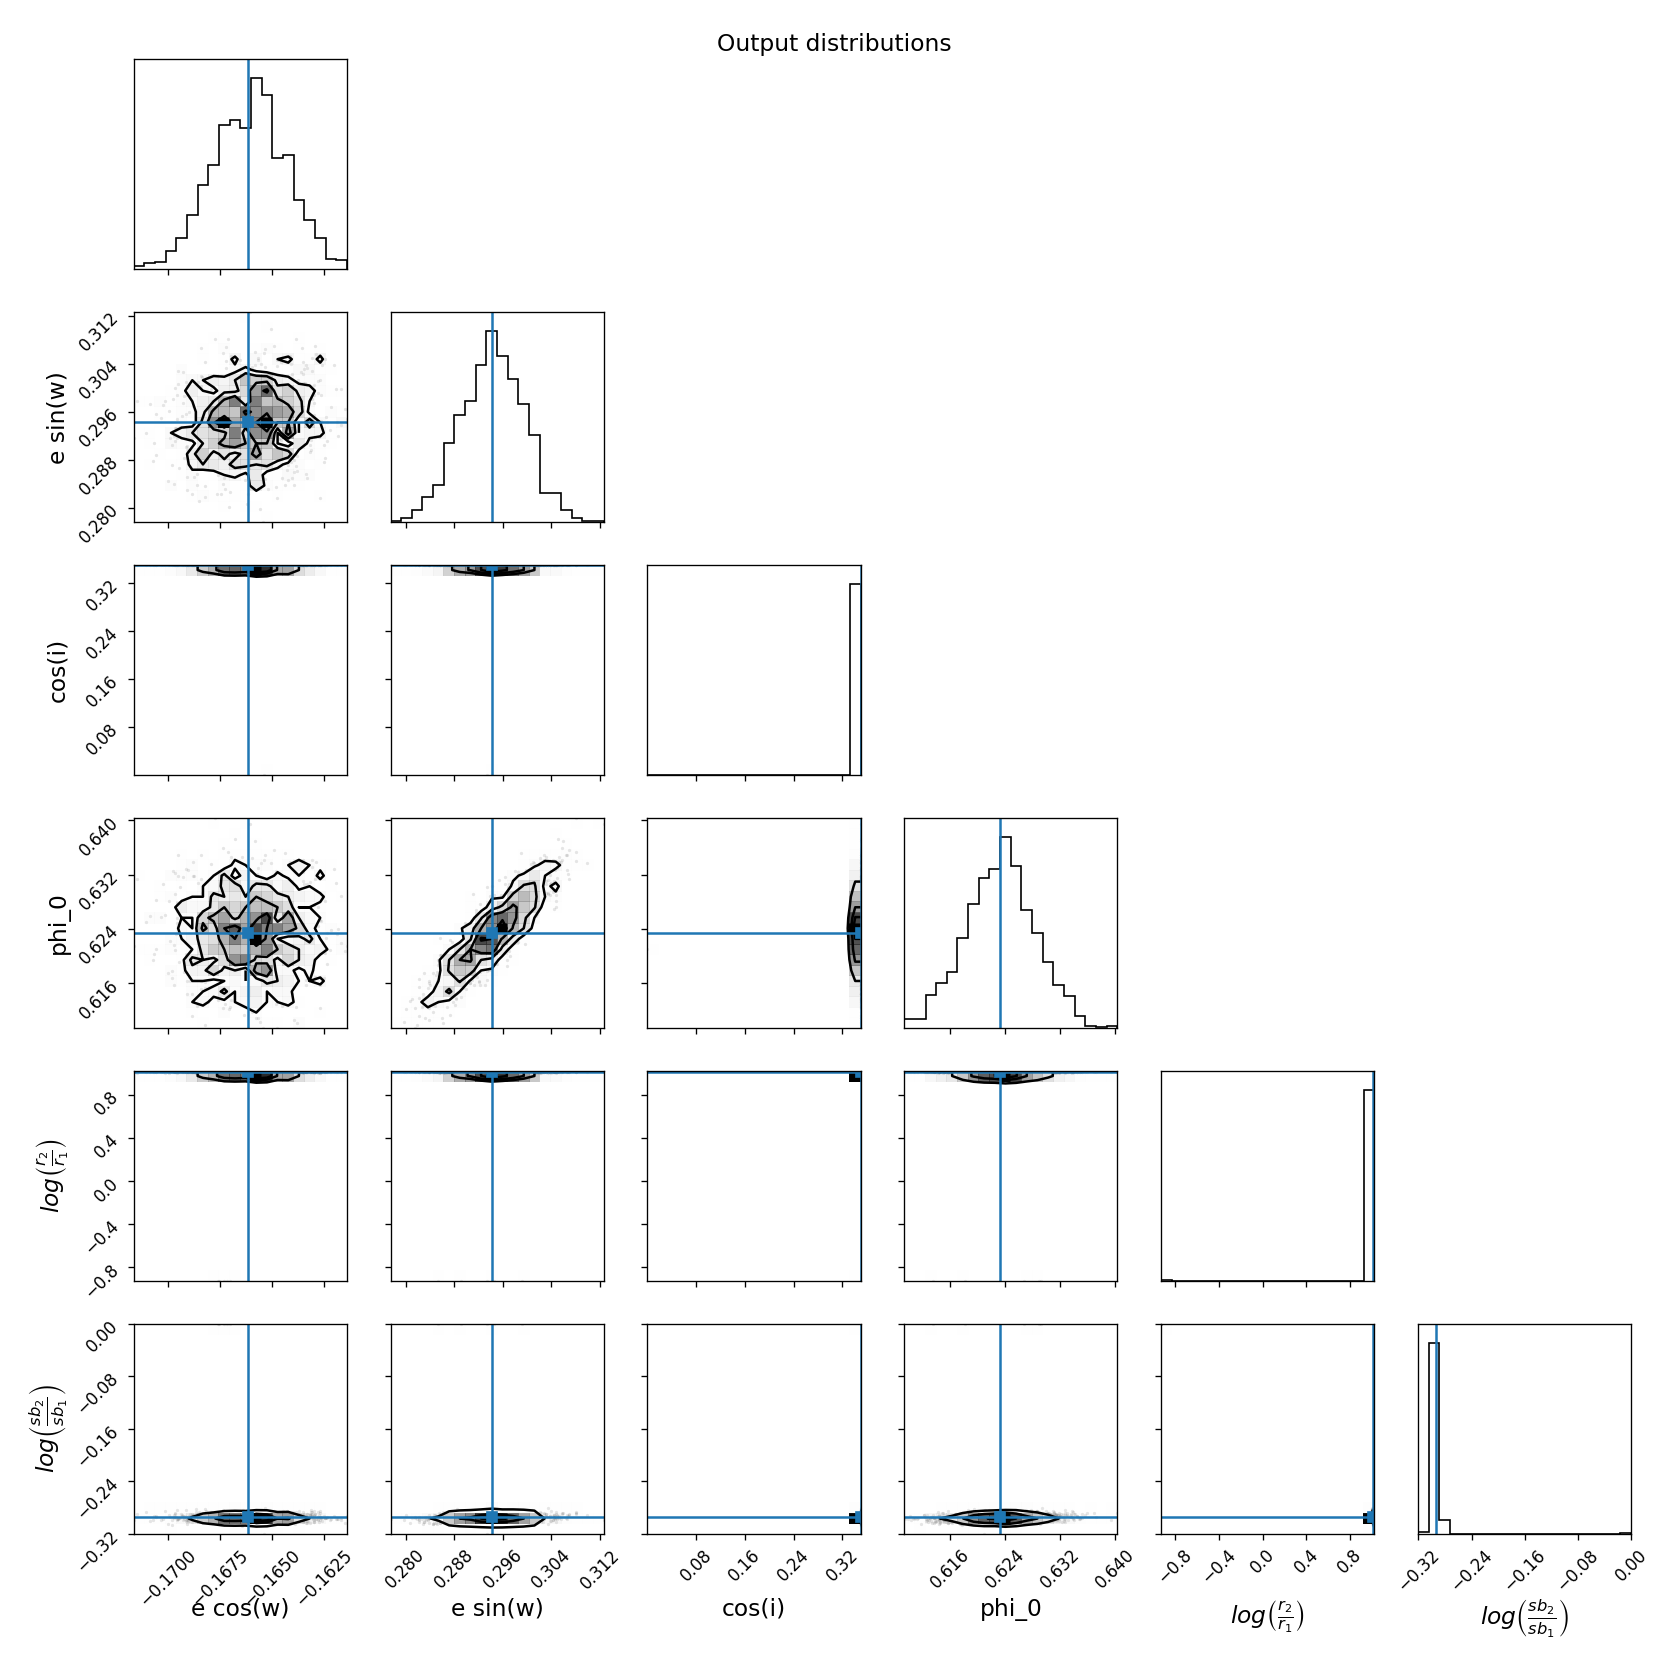 Output distributions
0.312
0.304
0.296
0.288
0.280
e sin(w)
0.32
0.24
0.16
0.08
cos(i)
0.640
0.632
0.624
0.616
phi_0
0.8
0.4
0.0
−0.4
−0.8
log(r₂/r₁)
0.00
−0.08
−0.16
−0.24
−0.32
log(sb₂/sb₁)
−0.1700 −0.1675 −0.1650 −0.1625
0.280 0.288 0.296 0.304 0.312
0.08 0.16 0.24 0.32
0.616 0.624 0.632 0.640
−0.8 −0.4 0.0 0.4 0.8
−0.32 −0.24 −0.16 −0.08 0.00
e cos(w)
e sin(w)
cos(i)
phi_0
log(r₂/r₁)
log(sb₂/sb₁)